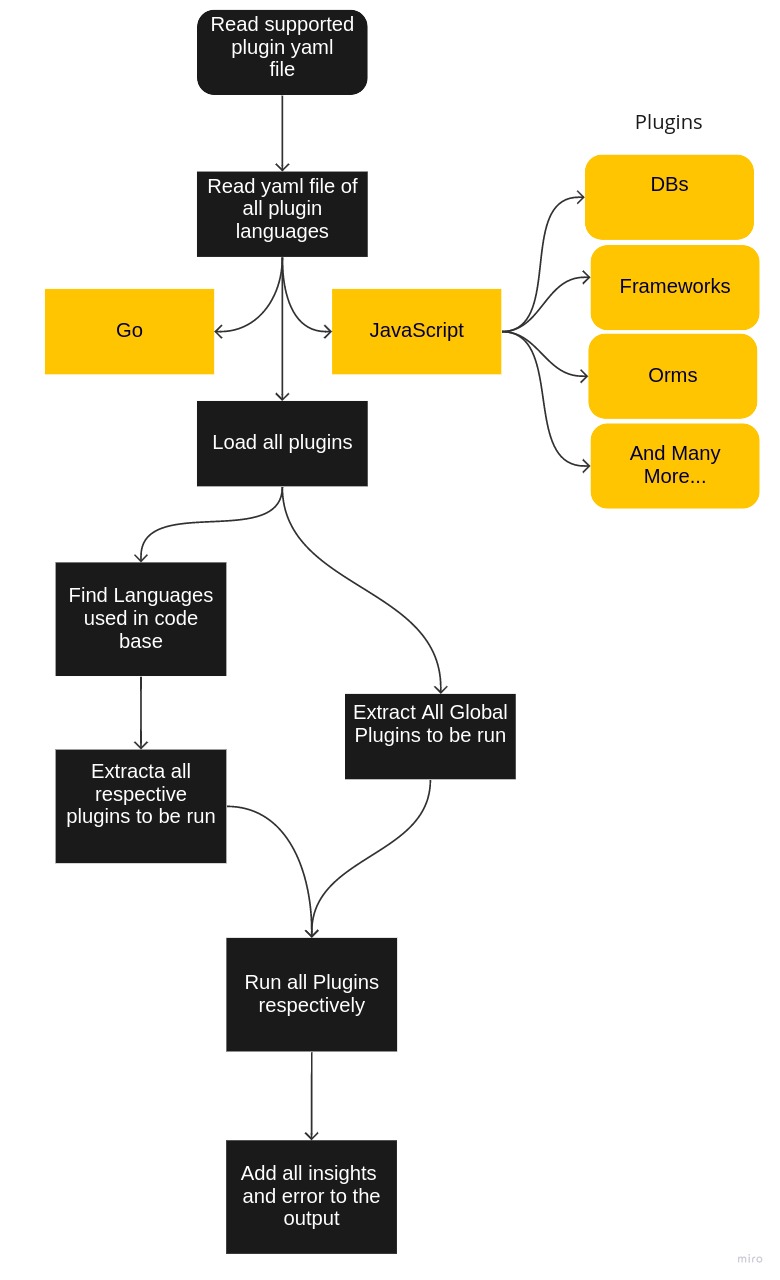 Read supported
plugin yaml
file
Plugins
Read yaml file of
all plugin
languages
DBs
Frameworks
Go
JavaScript
Orms
Load all plugins
And Many
More...
Find Languages
used in code
base
Extract All Global
Plugins to be run
Extracta all
respective
plugins to be run
Run all Plugins
respectively
Add all insights
and error to the
output
miro